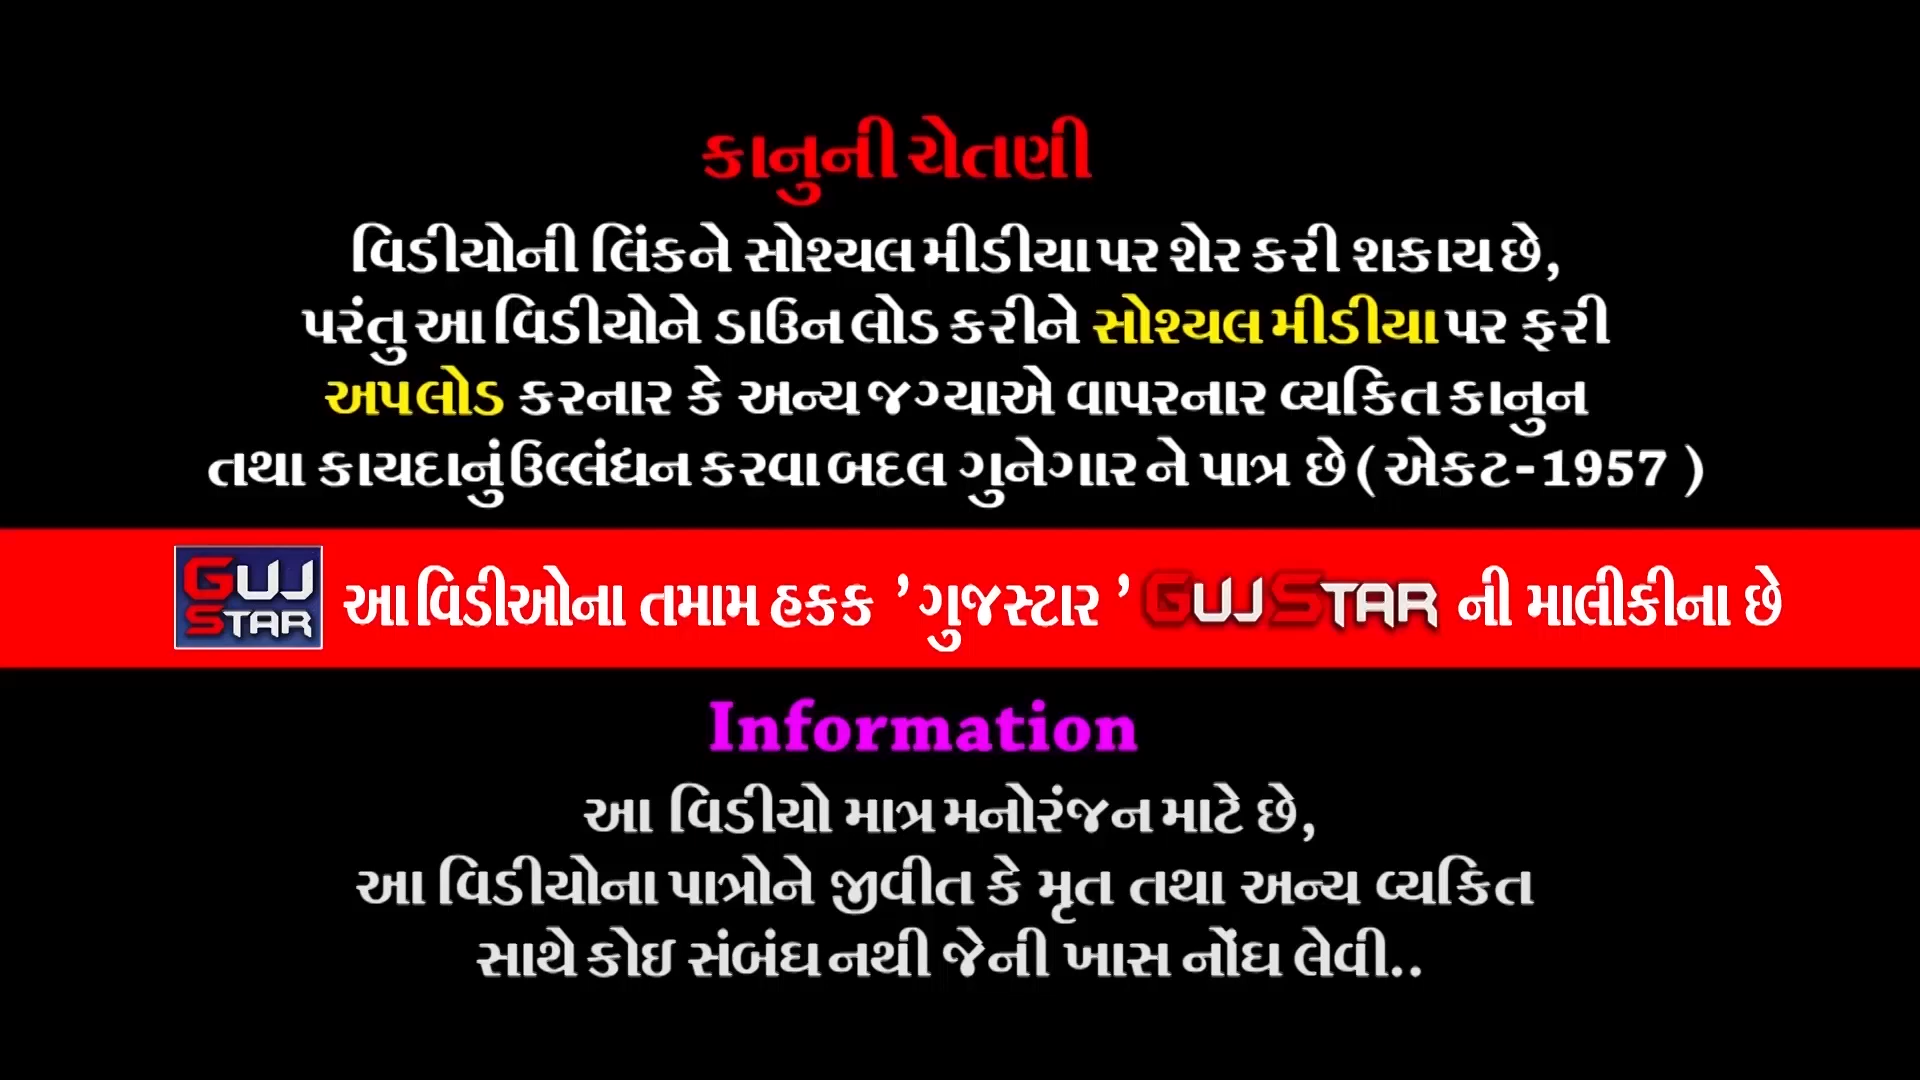 કાનુની ચેતણી
વિડીયોની લિંકને સોશ્યલ મીડીયા પર શેર કરી શકાય છે,
પરંતુ આ વિડીયોને ડાઉન લોડ કરીને સોશ્યલ મીડીયા પર ફરી
અપલોડ કરનાર કે અન્ય જગ્યાએ વાપરનાર વ્યકિત કાનુન
તથા કાયદાનું ઉલ્લંઘન કરવા બદલ ગુનેગાર ને પાત્ર છે ( એકટ-1957 )
GUJ
STAR
આ વિડીઓના તમામ હકક ’ ગુજસ્ટાર ’ GUJ STAR ની માલીકીના છે
Information
આ વિડીયો માત્ર મનોરંજન માટે છે,
આ વિડીયોના પાત્રોને જીવીત કે મૃત તથા અન્ય વ્યકિત
સાથે કોઇ સંબંઘ નથી જેની ખાસ નોંઘ લેવી..